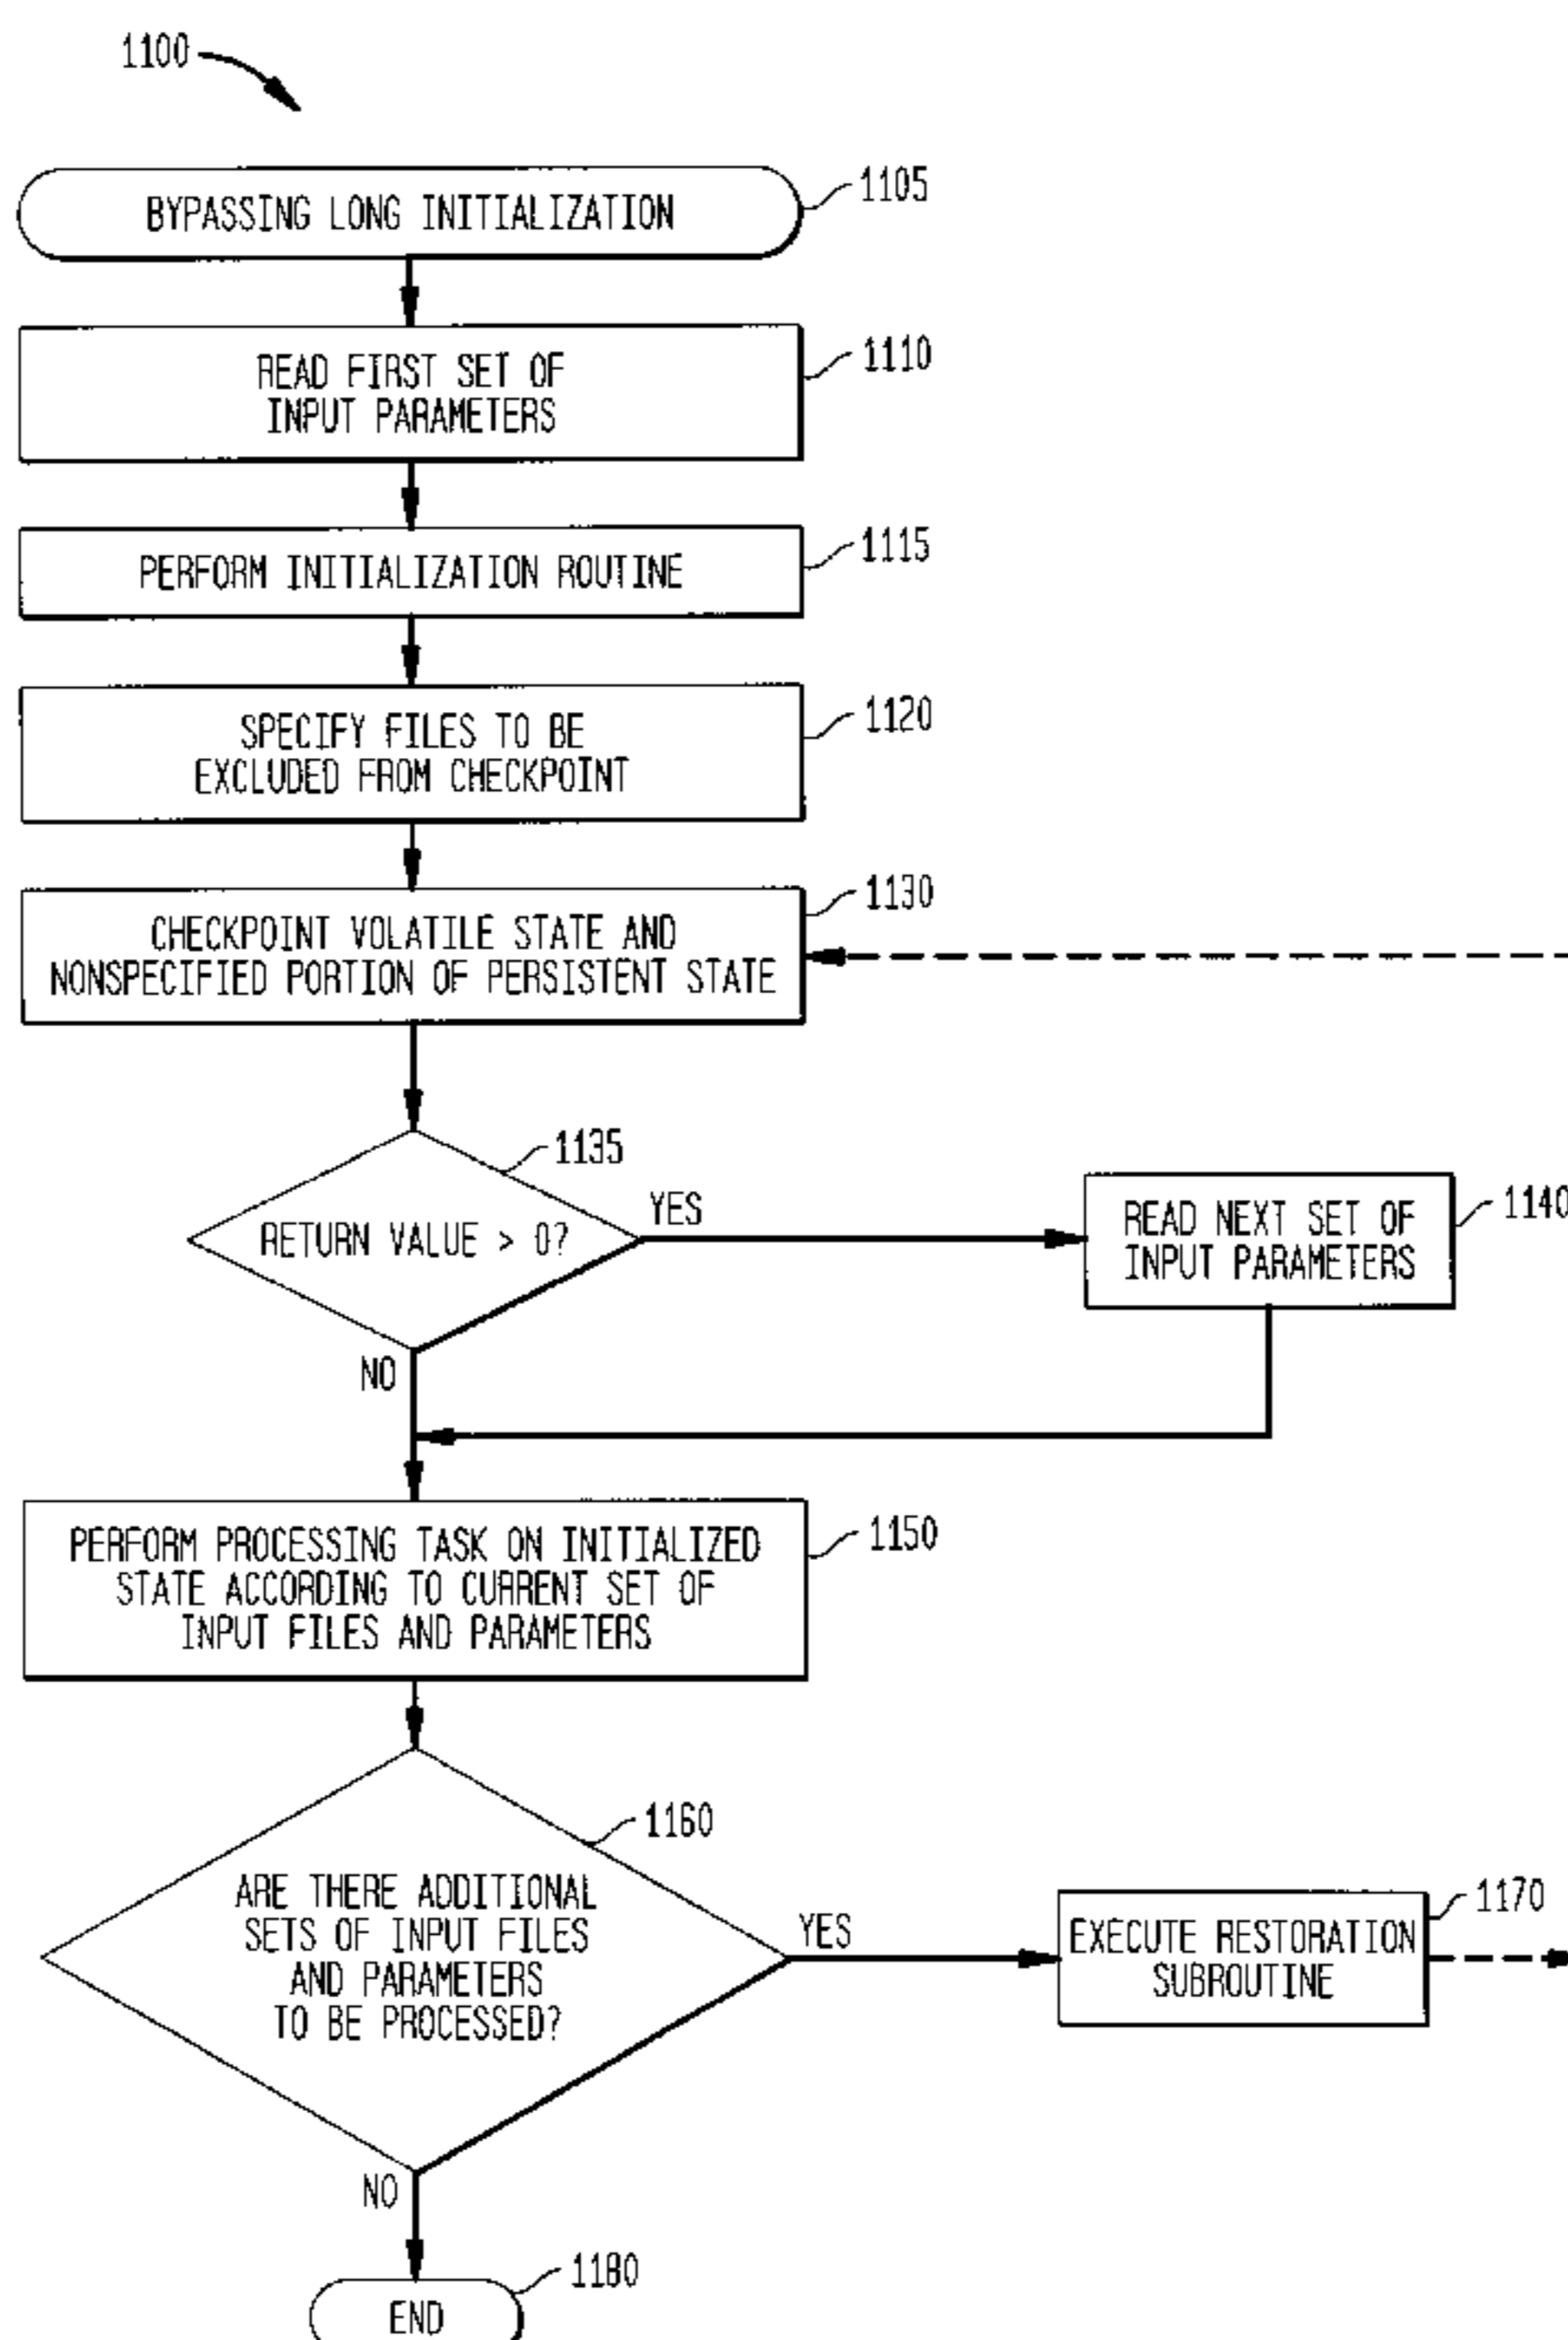 1100
BYPASSING LONG INITIALIZATION
1105
READ FIRST SET OF
INPUT PARAMETERS
1110
PERFORM INITIALIZATION ROUTINE
1115
SPECIFY FILES TO BE
EXCLUDED FROM CHECKPOINT
1120
CHECKPOINT VOLATILE STATE AND
NONSPECIFIED PORTION OF PERSISTENT STATE
1130
RETURN VALUE > 0?
1135
YES
NO
READ NEXT SET OF
INPUT PARAMETERS
1140
PERFORM PROCESSING TASK ON INITIALIZED
STATE ACCORDING TO CURRENT SET OF
INPUT FILES AND PARAMETERS
1150
ARE THERE ADDITIONAL
SETS OF INPUT FILES
AND PARAMETERS
TO BE PROCESSED?
1160
YES
NO
EXECUTE RESTORATION
SUBROUTINE
1170
END
1180